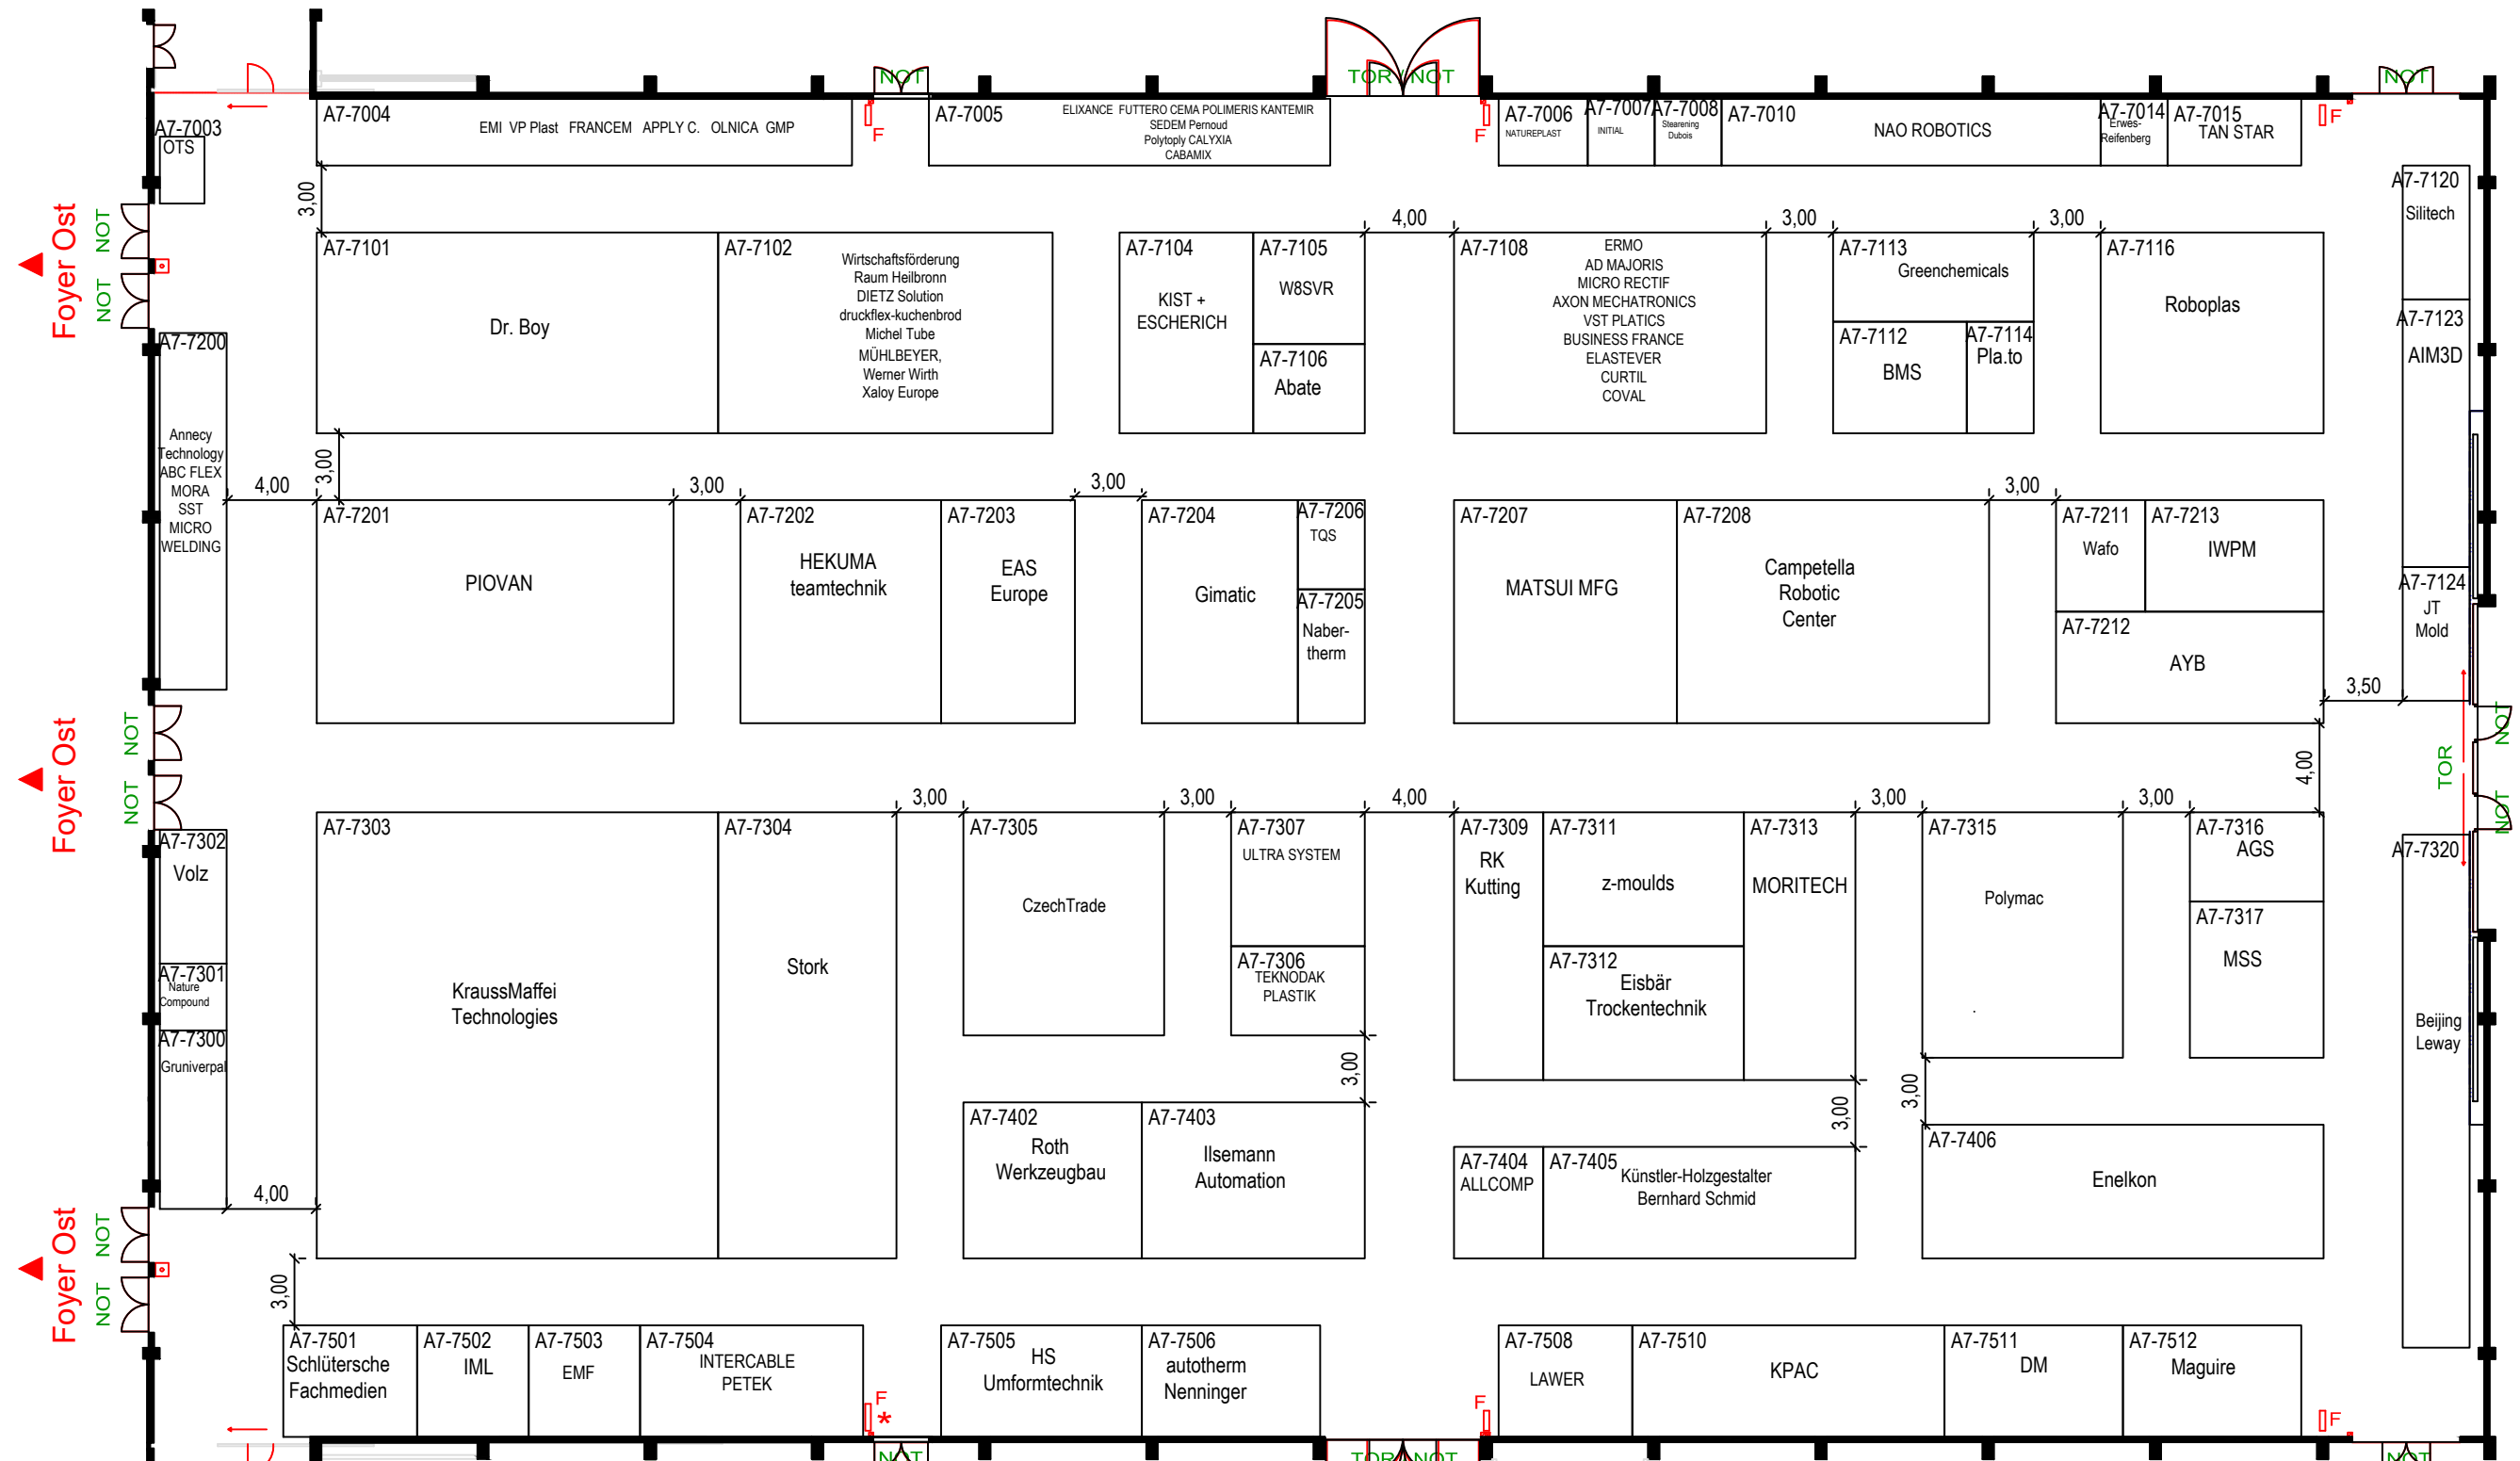 NOT
TOR / NOT
NOT
A7-7003
OTS
A7-7004
EMI VP Plast FRANCEM APPLY C. OLNICA GMP
F
A7-7005
ELIXANCE FUTTERO CEMA POLIMERIS KANTEMIR
SEDEM Pernoud
Polytoply CALYXIA
CABAMIX
F
A7-7006
NATUREPLAST
A7-7007
INITIAL
A7-7008
Stearening
Dubois
A7-7010
NAO ROBOTICS
A7-7014
Erwes-
Reifenberg
A7-7015
TAN STAR
F
3,00
4,00
3,00
3,00
Foyer Ost
NOT
NOT
A7-7101
Dr. Boy
A7-7102
Wirtschaftsförderung
Raum Heilbronn
DIETZ Solution
druckflex-kuchenbrod
Michel Tube
MÜHLBEYER,
Werner Wirth
Xaloy Europe
A7-7104
KIST +
ESCHERICH
A7-7105
W8SVR
A7-7106
Abate
A7-7108
ERMO
AD MAJORIS
MICRO RECTIF
AXON MECHATRONICS
VST PLATICS
BUSINESS FRANCE
ELASTEVER
CURTIL
COVAL
A7-7113
Greenchemicals
A7-7112
BMS
A7-7114
Pla.to
A7-7116
Roboplas
A7-7120
Silitech
A7-7123
AIM3D
A7-7124
JT
Mold
A7-7200
Annecy
Technology
ABC FLEX
MORA
SST
MICRO
WELDING
4,00
3,00
3,00
3,00
3,00
A7-7201
PIOVAN
A7-7202
HEKUMA
teamtechnik
A7-7203
EAS
Europe
A7-7204
Gimatic
A7-7206
TQS
A7-7205
Naber-
therm
A7-7207
MATSUI MFG
A7-7208
Campetella
Robotic
Center
A7-7211
Wafo
A7-7213
IWPM
A7-7212
AYB
3,50
4,00
Foyer Ost
NOT
NOT
NOT
TOR
NOT
3,00
3,00
4,00
3,00
3,00
A7-7302
Volz
A7-7301
Nature
Compound
A7-7300
Gruniverpal
A7-7303
KraussMaffei
Technologies
A7-7304
Stork
A7-7305
CzechTrade
A7-7307
ULTRA SYSTEM
A7-7306
TEKNODAK
PLASTIK
A7-7309
RK
Kutting
A7-7311
z-moulds
A7-7312
Eisbär
Trockentechnik
A7-7313
MORITECH
A7-7315
Polymac
.
A7-7316
AGS
A7-7317
MSS
A7-7320
Beijing
Leway
3,00
3,00
3,00
4,00
A7-7402
Roth
Werkzeugbau
A7-7403
Ilsemann
Automation
A7-7404
ALLCOMP
A7-7405
Künstler-Holzgestalter
Bernhard Schmid
A7-7406
Enelkon
Foyer Ost
NOT
NOT
3,00
A7-7501
Schlütersche
Fachmedien
A7-7502
IML
A7-7503
EMF
A7-7504
INTERCABLE
PETEK
F
*
A7-7505
HS
Umformtechnik
A7-7506
autotherm
Nenninger
F
A7-7508
LAWER
A7-7510
KPAC
A7-7511
DM
A7-7512
Maguire
F
NOT
TOR / NOT
NOT